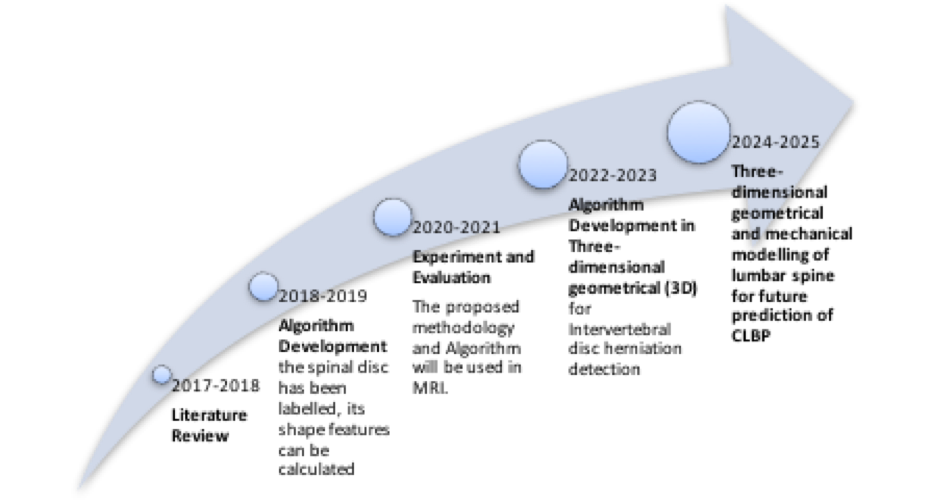 2017-2018
Literature
Review
2018-2019
Algorithm
Development
the spinal disc
has been
labelled, its
shape features
can be
calculated
2020-2021
Experiment and
Evaluation
The proposed
methodology
and Algorithm
will be used in
MRI.
2022-2023
Algorithm
Development in
Three-
dimensional
geometrical (3D)
for
Intervertebral
disc herniation
detection
2024-2025
Three-
dimensional
geometrical
and mechanical
modelling of
lumbar spine
for future
prediction of
CLBP